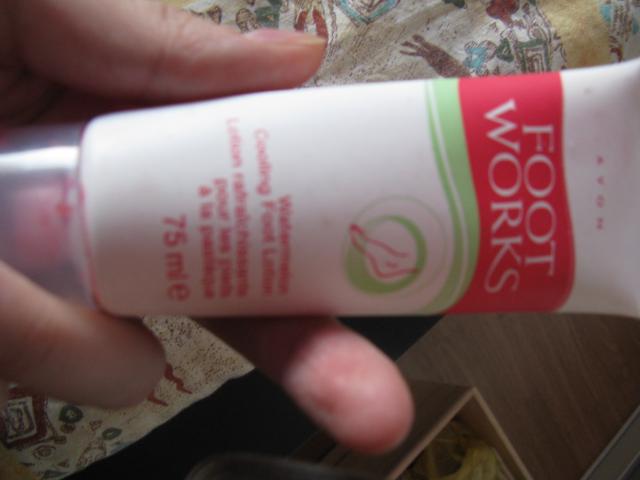 AVON
FOOT
WORKS
Watermelon
Cooling Foot Lotion
Lotion rafraîchissante
pour les pieds
à la pastèque
75 ml e